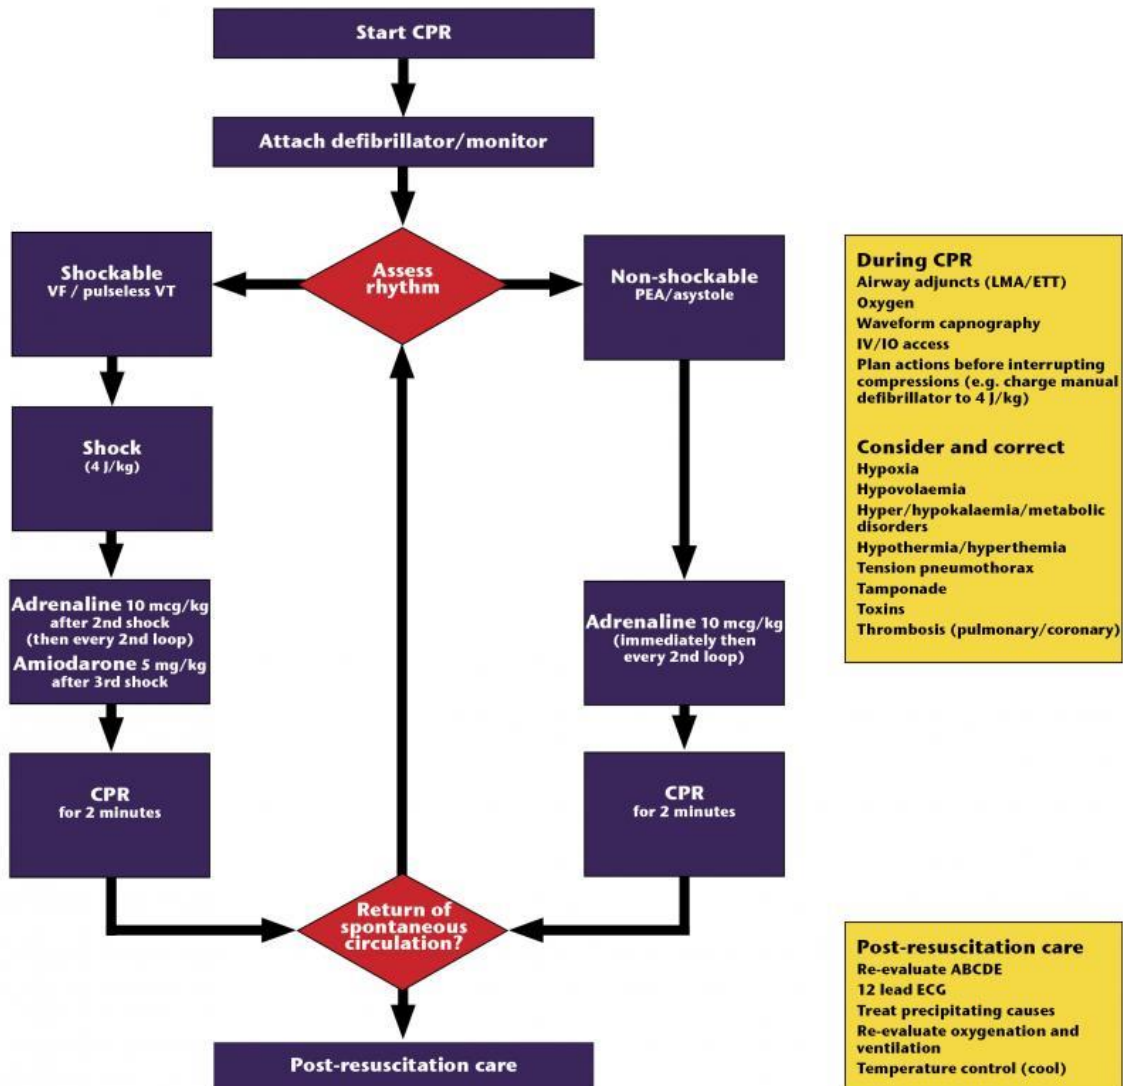 Start CPR
Attach defibrillator/monitor
Assess
rhythm
Shockable
VF / pulseless VT
Non-shockable
PEA/asystole
Shock
(4 J/kg)
Adrenaline 10 mcg/kg
after 2nd shock
(then every 2nd loop)
Amiodarone 5 mg/kg
after 3rd shock
Adrenaline 10 mcg/kg
(immediately then
every 2nd loop)
CPR
for 2 minutes
CPR
for 2 minutes
Return of
spontaneous
circulation?
Post-resuscitation care
During CPR
Airway adjuncts (LMA/ETT)
Oxygen
Waveform capnography
IV/IO access
Plan actions before interrupting
compressions (e.g. charge manual
defibrillator to 4 J/kg)
Consider and correct
Hypoxia
Hypovolaemia
Hyper/hypokalaemia/metabolic
disorders
Hypothermia/hyperthemia
Tension pneumothorax
Tamponade
Toxins
Thrombosis (pulmonary/coronary)
Post-resuscitation care
Re-evaluate ABCDE
12 lead ECG
Treat precipitating causes
Re-evaluate oxygenation and
ventilation
Temperature control (cool)